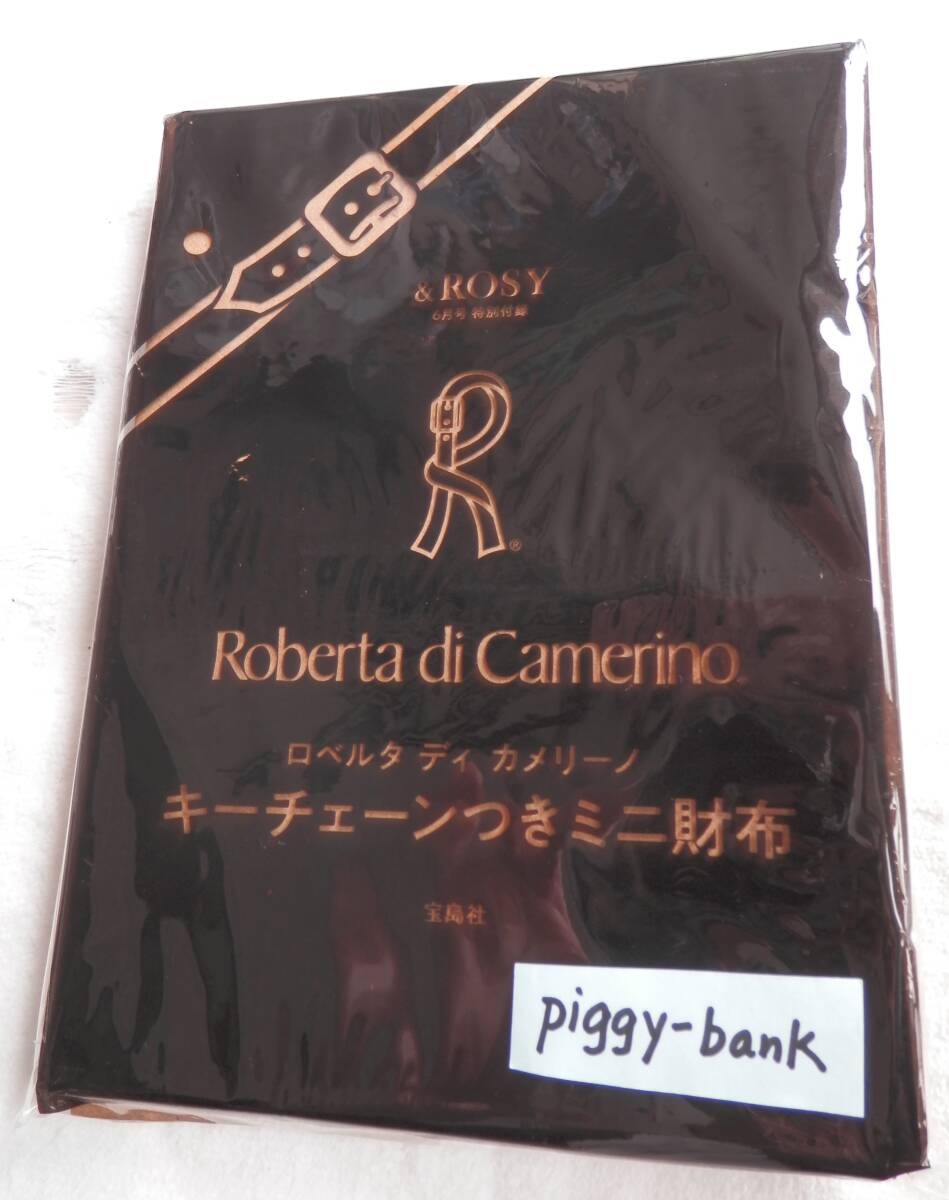 & ROSY
6月号 特別付録
R®
Roberta di Camerino
ロベルタ ディ カメリーノ
キーチェーンつきミニ財布
宝島社
piggy-bank